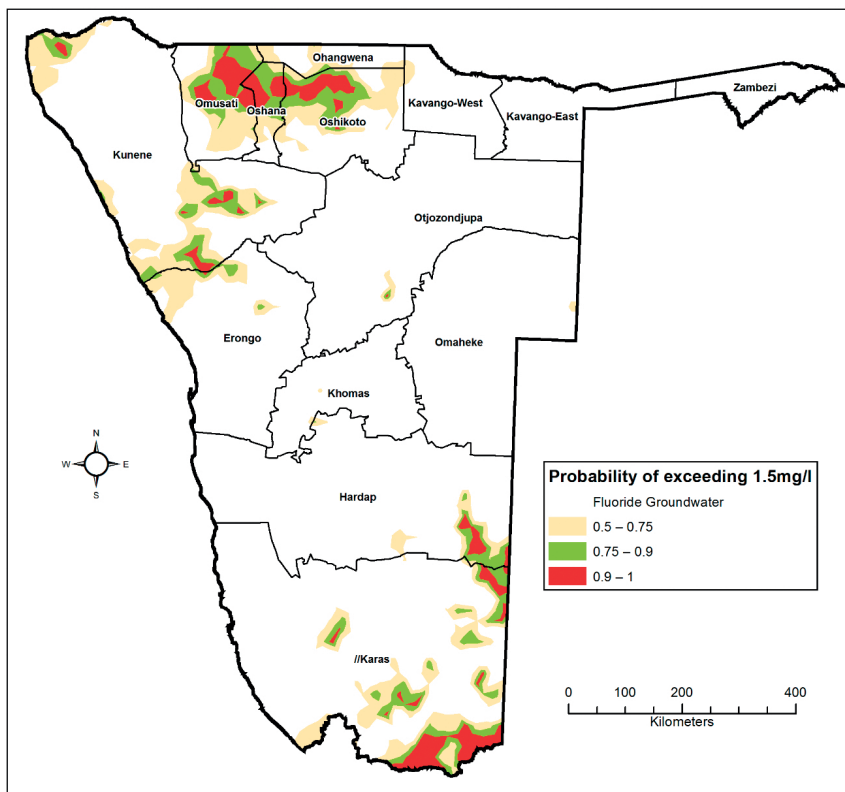 Ohangwena
Omusati
Oshana
Oshikoto
Kavango-West
Kavango-East
Zambezi
Kunene
Otjozondjupa
Erongo
Omaheke
Khomas
N
W E
S
Hardap
//Karas
Probability of exceeding 1.5mg/l
Fluoride Groundwater
0.5 – 0.75
0.75 – 0.9
0.9 – 1
0 100 200 400
Kilometers